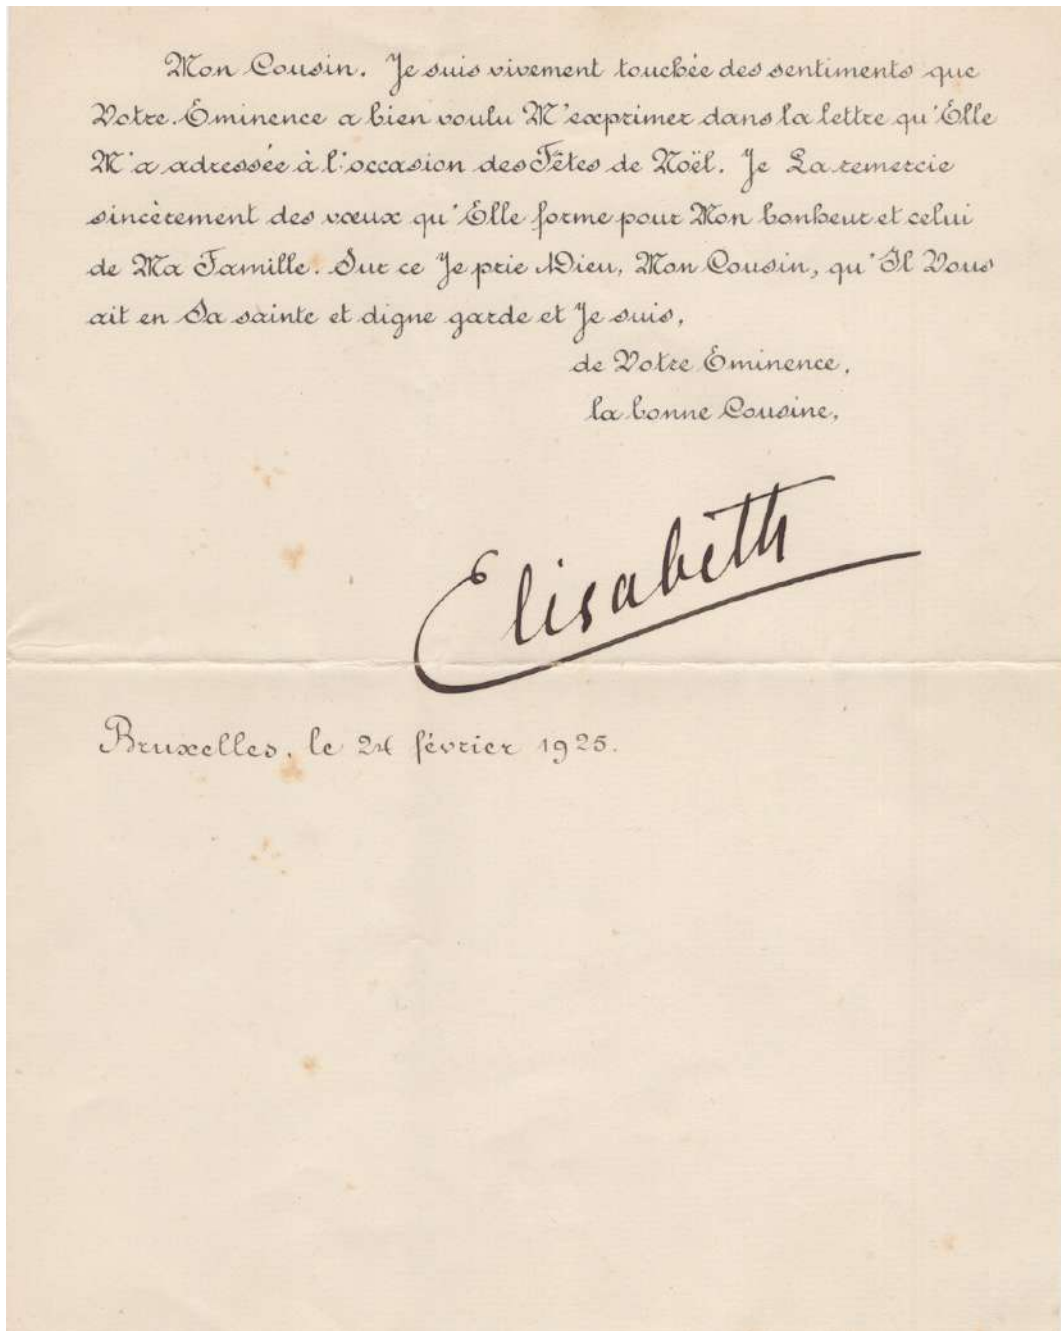 Mon Cousin. Je suis vivement touchée des sentiments que
Votre Éminence a bien voulu M'exprimer dans la lettre qu'Elle
M'a adressée à l'occasion des Fêtes de Noël. Je La remercie
sincèrement des vœux qu'Elle forme pour Mon bonheur et celui
de Ma Famille. Sur ce Je prie Dieu, Mon Cousin, qu'Il Vous
ait en Sa sainte et digne garde et Je suis,
de Votre Éminence,
la bonne Cousine,
Elisabeth
Bruxelles, le 24 février 1925.